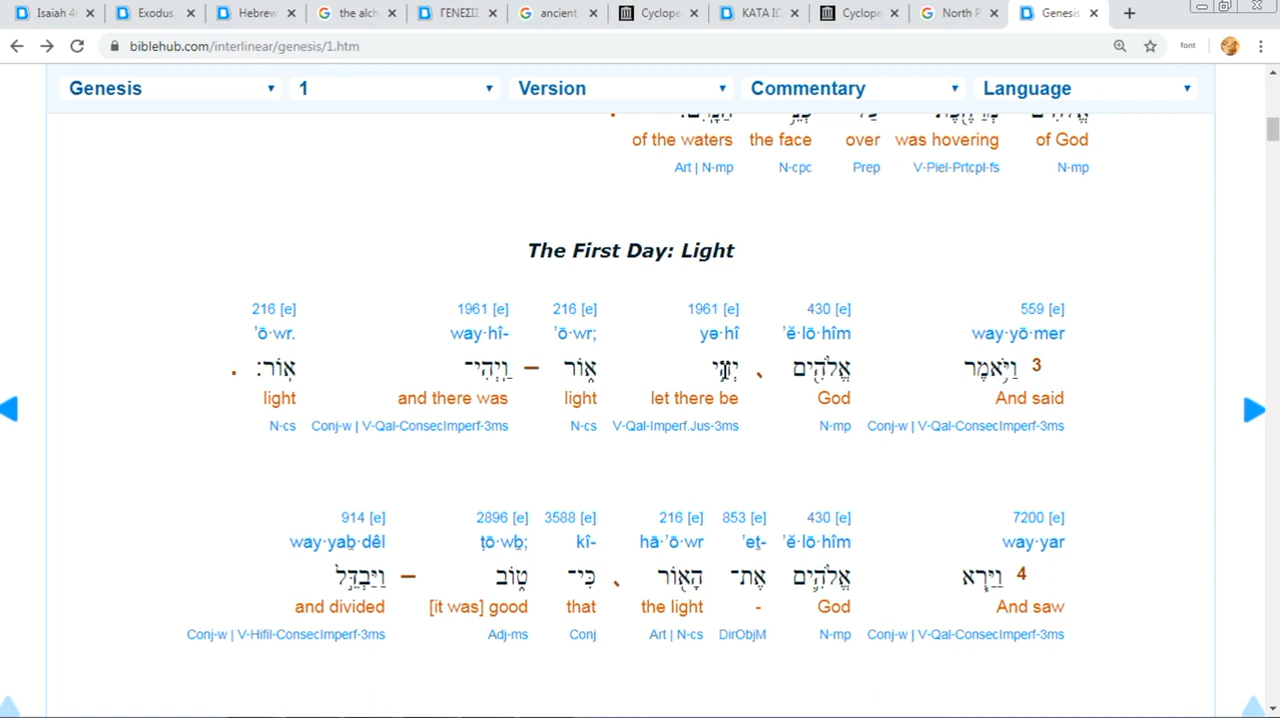 Isaiah 4
Exodus
Hebrew
the alch
ΓΕΝΕΣΙΣ
ancient
Cyclope
ΚΑΤΑ ΙΩ
Cyclope
North P
Genesis
biblehub.com/interlinear/genesis/1.htm
font
Genesis 1 Version Commentary Language
of the waters the face over was hovering of God
Art | N-mp N-cpc Prep V-Piel-Prtcpl-fs N-mp
The First Day: Light
216 [e] 1961 [e] 216 [e] 1961 [e] 430 [e] 559 [e]
’ō·wr. way·hî- ’ō·wr; yə·hî ’ĕ·lō·hîm way·yō·mer
3 וַיֹּ֥אמֶר אֱלֹהִ֖ים 、 יְהִ֣י א֑וֹר – וַֽיְהִי־ אֽוֹר׃ .
light and there was light let there be God And said
N-cs Conj-w | V-Qal-ConsecImperf-3ms N-cs V-Qal-Imperf.Jus-3ms N-mp Conj-w | V-Qal-ConsecImperf-3ms
914 [e] 2896 [e] 3588 [e] 216 [e] 853 [e] 430 [e] 7200 [e]
way·yaḇ·dêl ṭō·wḇ; kî- hā·’ō·wr ’eṯ- ’ĕ·lō·hîm way·yar
4 וַיַּ֧רְא אֱלֹהִ֛ים אֶת־ הָא֖וֹר 、 כִּי־ ט֑וֹב – וַיַּבְדֵּ֣ל
and divided [it was] good that the light - God And saw
Conj-w | V-Hifil-ConsecImperf-3ms Adj-ms Conj Art | N-cs DirObjM N-mp Conj-w | V-Qal-ConsecImperf-3ms